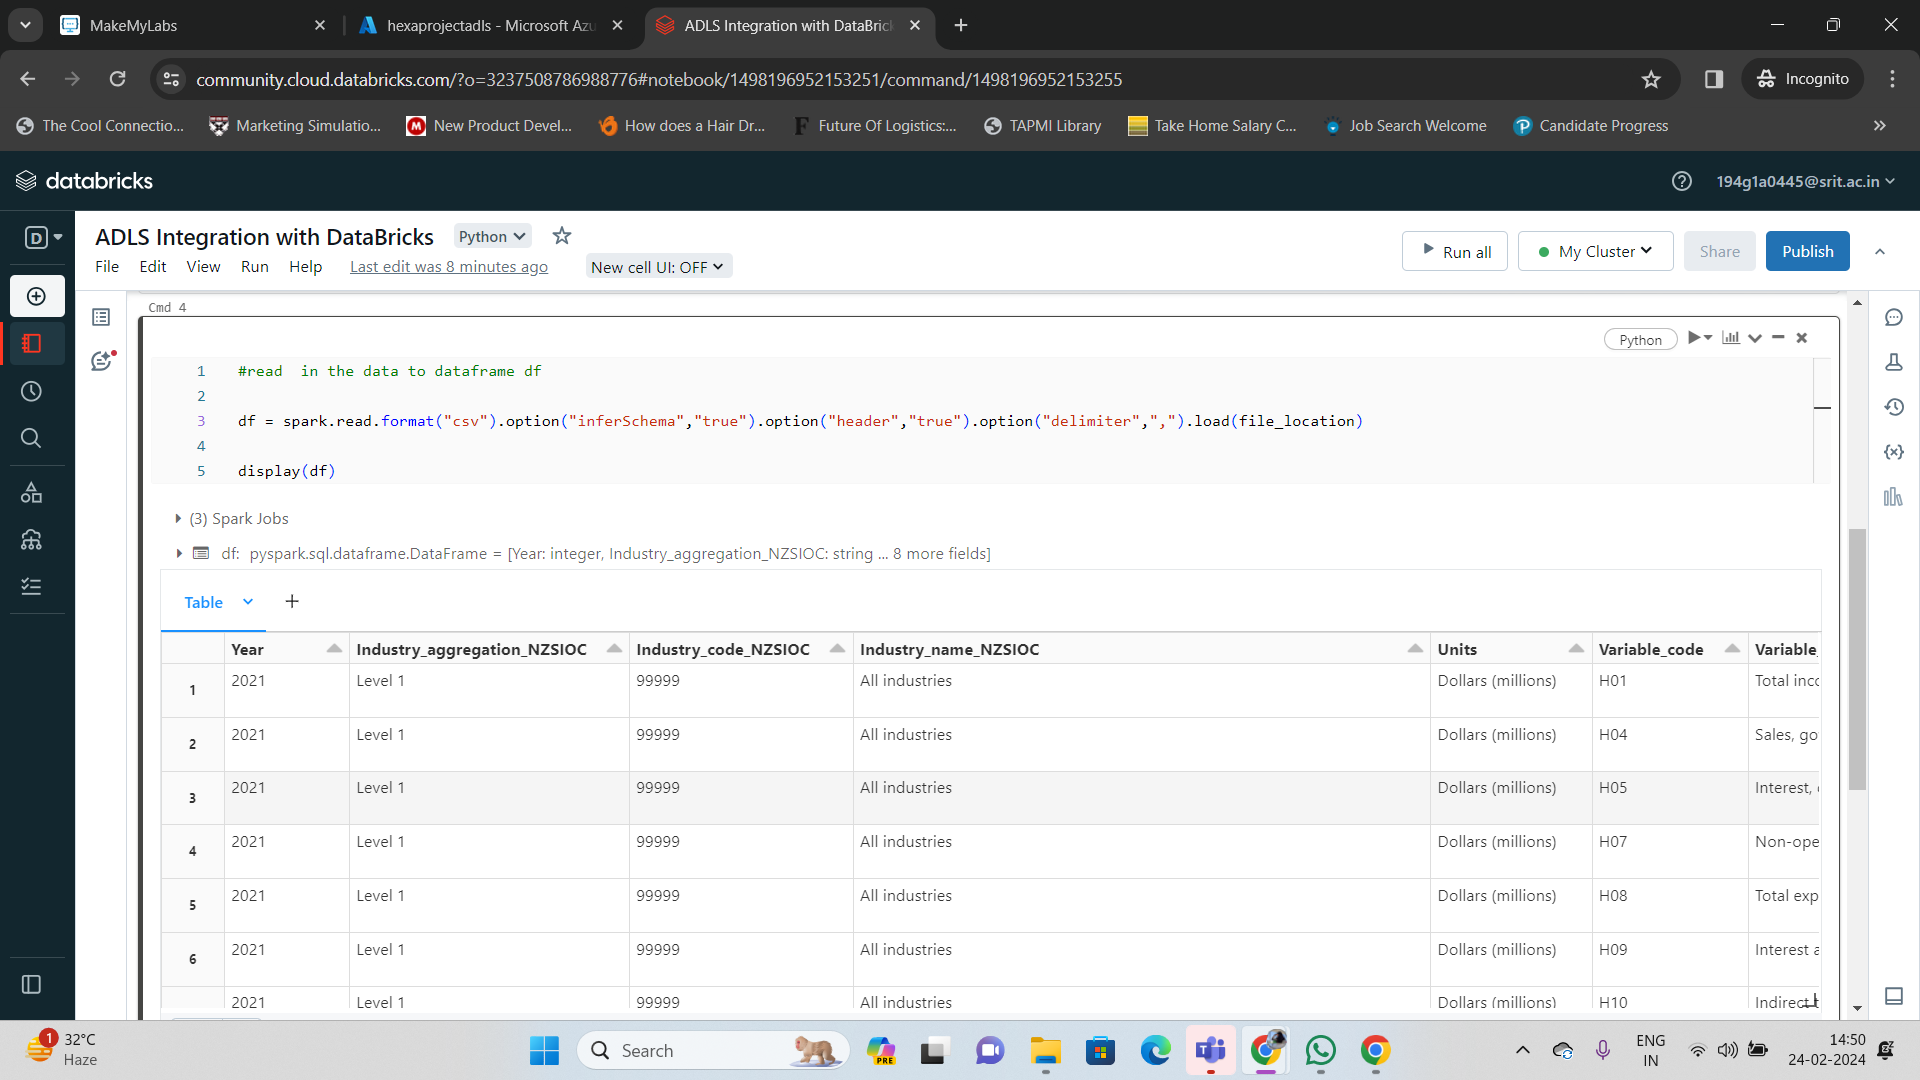 MakeMyLabs
hexaprojectadls - Microsoft Azu
ADLS Integration with DataBrick
community.cloud.databricks.com/?o=3237508786988776#notebook/1498196952153251/command/1498196952153255
Incognito
The Cool Connectio...
Marketing Simulatio...
New Product Devel...
How does a Hair Dr...
Future Of Logistics:...
TAPMI Library
Take Home Salary C...
Job Search Welcome
Candidate Progress
databricks
194g1a0445@srit.ac.in
D
ADLS Integration with DataBricks
Python
File Edit View Run Help
Last edit was 8 minutes ago
New cell UI: OFF
Run all
My Cluster
Share
Publish
Cmd 4
Python
1 #read  in the data to dataframe df
2
3 df = spark.read.format("csv").option("inferSchema","true").option("header","true").option("delimiter",",").load(file_location)
4
5 display(df)
(3) Spark Jobs
df: pyspark.sql.dataframe.DataFrame = [Year: integer, Industry_aggregation_NZSIOC: string ... 8 more fields]
Table
Year Industry_aggregation_NZSIOC Industry_code_NZSIOC Industry_name_NZSIOC Units Variable_code Variable_
1 2021 Level 1 99999 All industries Dollars (millions) H01 Total inco
2 2021 Level 1 99999 All industries Dollars (millions) H04 Sales, go
3 2021 Level 1 99999 All industries Dollars (millions) H05 Interest,
4 2021 Level 1 99999 All industries Dollars (millions) H07 Non-ope
5 2021 Level 1 99999 All industries Dollars (millions) H08 Total exp
6 2021 Level 1 99999 All industries Dollars (millions) H09 Interest a
2021 Level 1 99999 All industries Dollars (millions) H10 Indirect t
1
32°C
Haze
Search
PRE
ENG
IN
14:50
24-02-2024